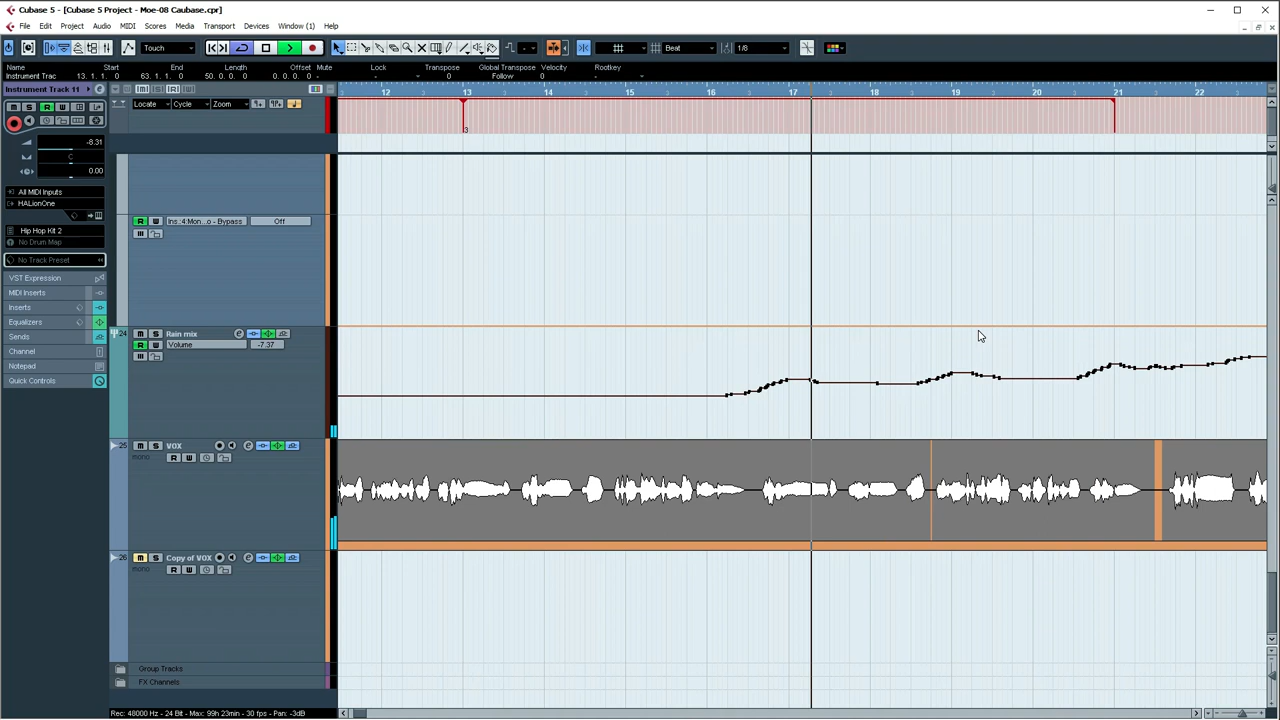 Cubase 5 - [Cubase 5 Project - Moe-08 Caubase.cpr]
File Edit Project Audio MIDI Scores Media Transport Devices Window (1) Help
Touch Beat 1/8
Name Start End Length Offset Mute Lock Transpose Global Transpose Velocity Rootkey
Instrument Trac 13. 1. 1. 0 63. 1. 1. 0 50. 0. 0. 0 0. 0. 0. 0 - - 0 Follow 0 -
Instrument Track 11
12 13 14 15 16 17 18 19 20 21 22
Locate Cycle Zoom
3
-8.31
C
0.00
All MIDI Inputs
HALionOne
Hip Hop Kit 2
No Drum Map
No Track Preset
VST Expression
MIDI Inserts
Inserts
Equalizers
Sends
Channel
Notepad
Quick Controls
R W Ins.:4:Mon...o - Bypass Off
24 M S Rain mix e
R W Volume -7.37
25 M S VOX e
mono R W
26 M S Copy of VOX e
mono R W
Group Tracks
FX Channels
Rec: 48000 Hz - 24 Bit - Max: 99h 23min - 30 fps - Pan: -3dB